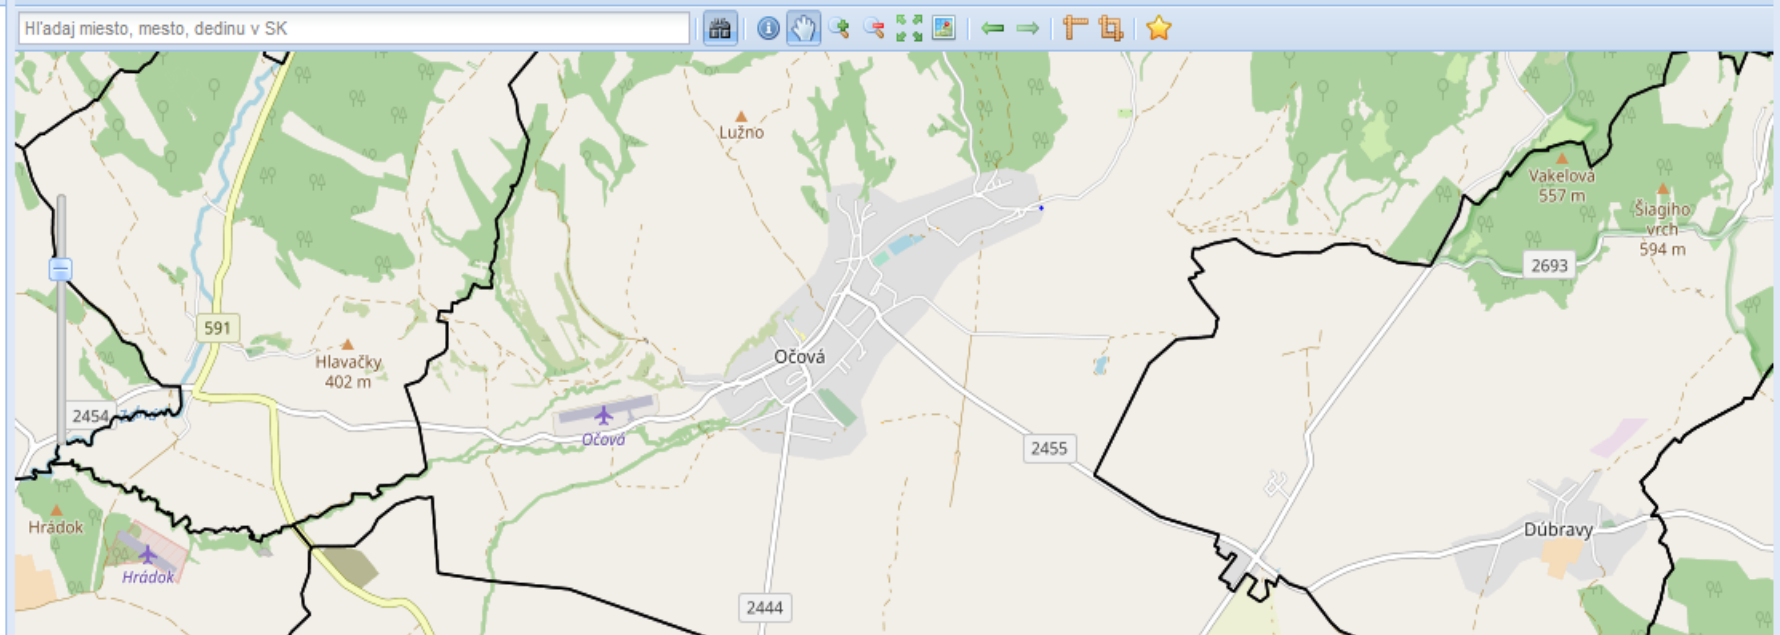 Hľadaj miesto, mesto, dedinu v SK
Lužno
Vakeľová
557 m
Šiagiho
vrch
594 m
2693
591
Hlavačky
402 m
Očová
2454
Očová
2455
Hrádok
Dúbravy
Hrádok
2444